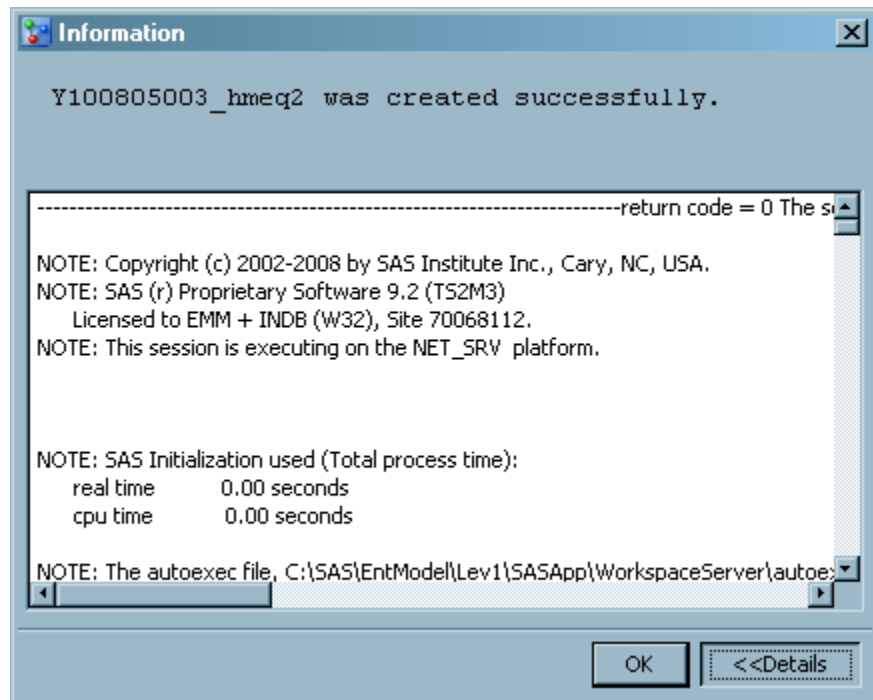 Information
Y100805003_hmeq2 was created successfully.
-------------------------------------------------------------------------return code = 0 The
NOTE: Copyright (c) 2002-2008 by SAS Institute Inc., Cary, NC, USA.
NOTE: SAS (r) Proprietary Software 9.2 (TS2M3)
Licensed to EMM + INDB (W32), Site 70068112.
NOTE: This session is executing on the NET_SRV platform.
NOTE: SAS Initialization used (Total process time):
real time 0.00 seconds
cpu time 0.00 seconds
NOTE: The autoexec file, C:\SAS\EntModel\Lev1\SASApp\WorkspaceServer\autoex
OK <<Details